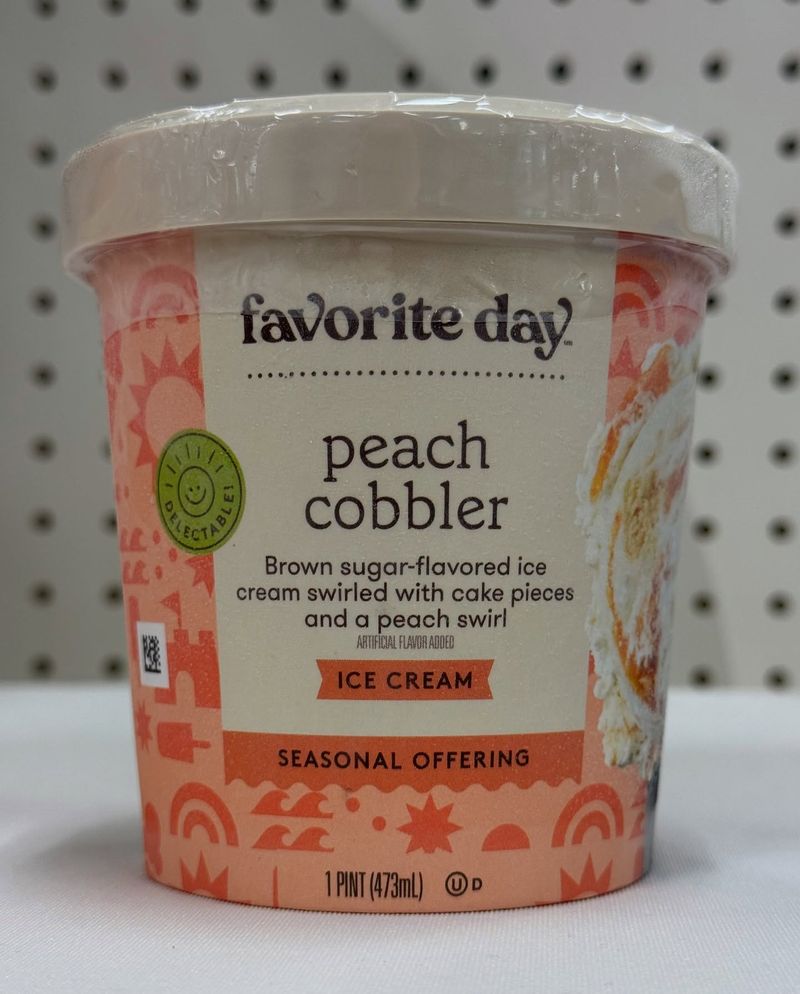 favorite day™
peach
cobbler
DELECTABLE!
Brown sugar-flavored ice
cream swirled with cake pieces
and a peach swirl
ARTIFICIAL FLAVOR ADDED
ICE CREAM
SEASONAL OFFERING
1 PINT (473mL) U D